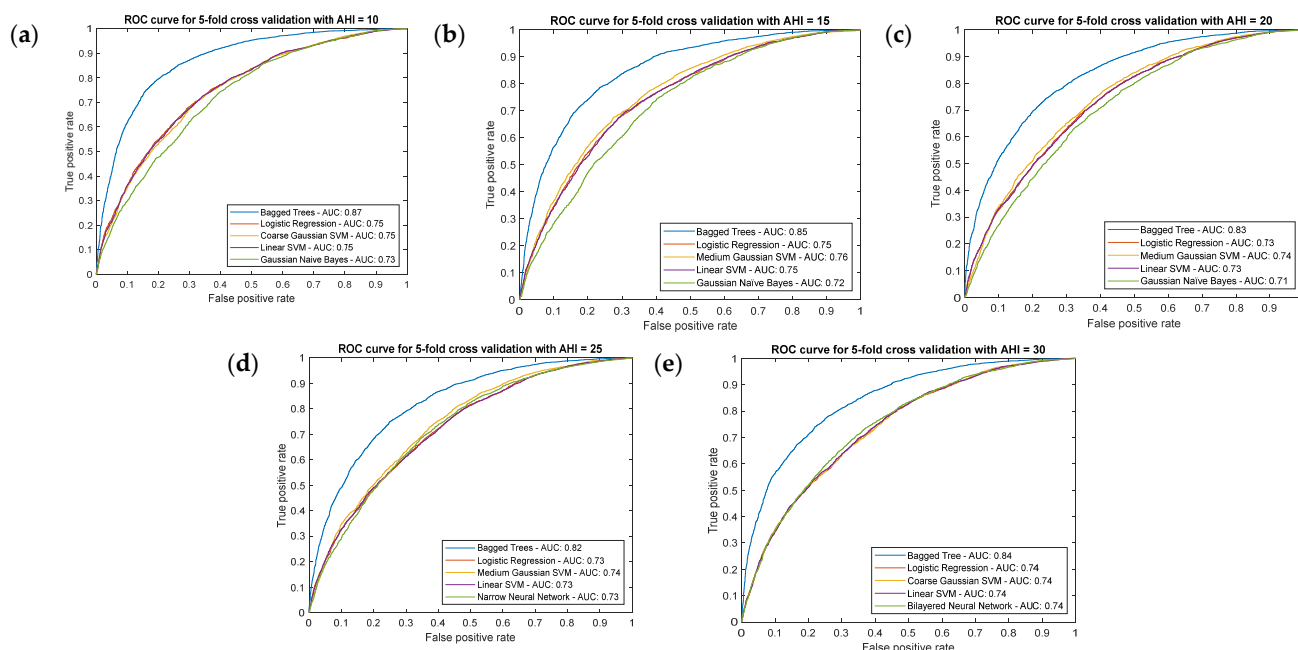 (a)
ROC curve for 5-fold cross validation with AHI = 10
1
0.9
0.8
0.7
0.6
0.5
0.4
0.3
0.2
0.1
0
True positive rate
Bagged Trees - AUC: 0.87
Logistic Regression - AUC: 0.75
Coarse Gaussian SVM - AUC: 0.75
Linear SVM - AUC: 0.75
Gaussian Naive Bayes - AUC: 0.73
0 0.1 0.2 0.3 0.4 0.5 0.6 0.7 0.8 0.9 1
False positive rate
(b)
ROC curve for 5-fold cross validation with AHI = 15
1
0.9
0.8
0.7
0.6
0.5
0.4
0.3
0.2
0.1
0
True positive rate
Bagged Trees - AUC: 0.85
Logistic Regression - AUC: 0.75
Medium Gaussian SVM - AUC: 0.76
Linear SVM - AUC: 0.75
Gaussian Naïve Bayes - AUC: 0.72
0 0.1 0.2 0.3 0.4 0.5 0.6 0.7 0.8 0.9 1
False positive rate
(c)
ROC curve for 5-fold cross validation with AHI = 20
1
0.9
0.8
0.7
0.6
0.5
0.4
0.3
0.2
0.1
0
True positive rate
Bagged Tree - AUC: 0.83
Logistic Regression - AUC: 0.73
Medium Gaussian SVM - AUC: 0.74
Linear SVM - AUC: 0.73
Gaussian Naïve Bayes - AUC: 0.71
0 0.1 0.2 0.3 0.4 0.5 0.6 0.7 0.8 0.9
False positive rate
(d)
ROC curve for 5-fold cross validation with AHI = 25
1
0.9
0.8
0.7
0.6
0.5
0.4
0.3
0.2
0.1
0
True positive rate
Bagged Trees - AUC: 0.82
Logistic Regression - AUC: 0.73
Medium Gaussian SVM - AUC: 0.74
Linear SVM - AUC: 0.73
Narrow Neural Network - AUC: 0.73
0 0.1 0.2 0.3 0.4 0.5 0.6 0.7 0.8 0.9 1
False positive rate
(e)
ROC curve for 5-fold cross validation with AHI = 30
1
0.9
0.8
0.7
0.6
0.5
0.4
0.3
0.2
0.1
0
True positive rate
Bagged Tree - AUC: 0.84
Logistic Regression - AUC: 0.74
Coarse Gaussian SVM - AUC: 0.74
Linear SVM - AUC: 0.74
Bilayered Neural Network - AUC: 0.74
0 0.1 0.2 0.3 0.4 0.5 0.6 0.7 0.8 0.9 1
False positive rate